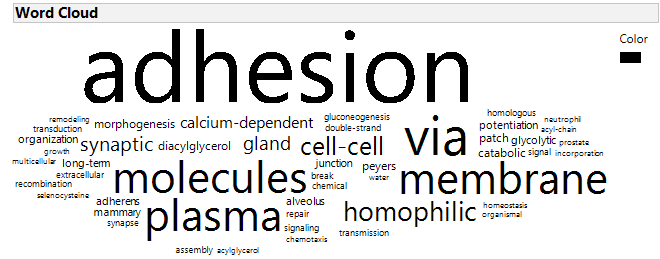 Word Cloud
Color
adhesion
remodeling
transduction
morphogenesis
calcium-dependent
gluconeogenesis
double-strand
via
homologous
potentiation
neutrophil
acyl-chain
organization
synaptic
diacylglycerol
gland
cell-cell
patch
glycolytic
prostate
growth
catabolic
signal
incorporation
multicellular
long-term
extracellular
molecules
junction
break
chemical
peyers
water
membrane
recombination
selenocysteine
adherens
mammary
synapse
plasma
alveolus
repair
signaling
chemotaxis
homophilic
homeostasis
organismal
transmission
assembly
acylglycerol